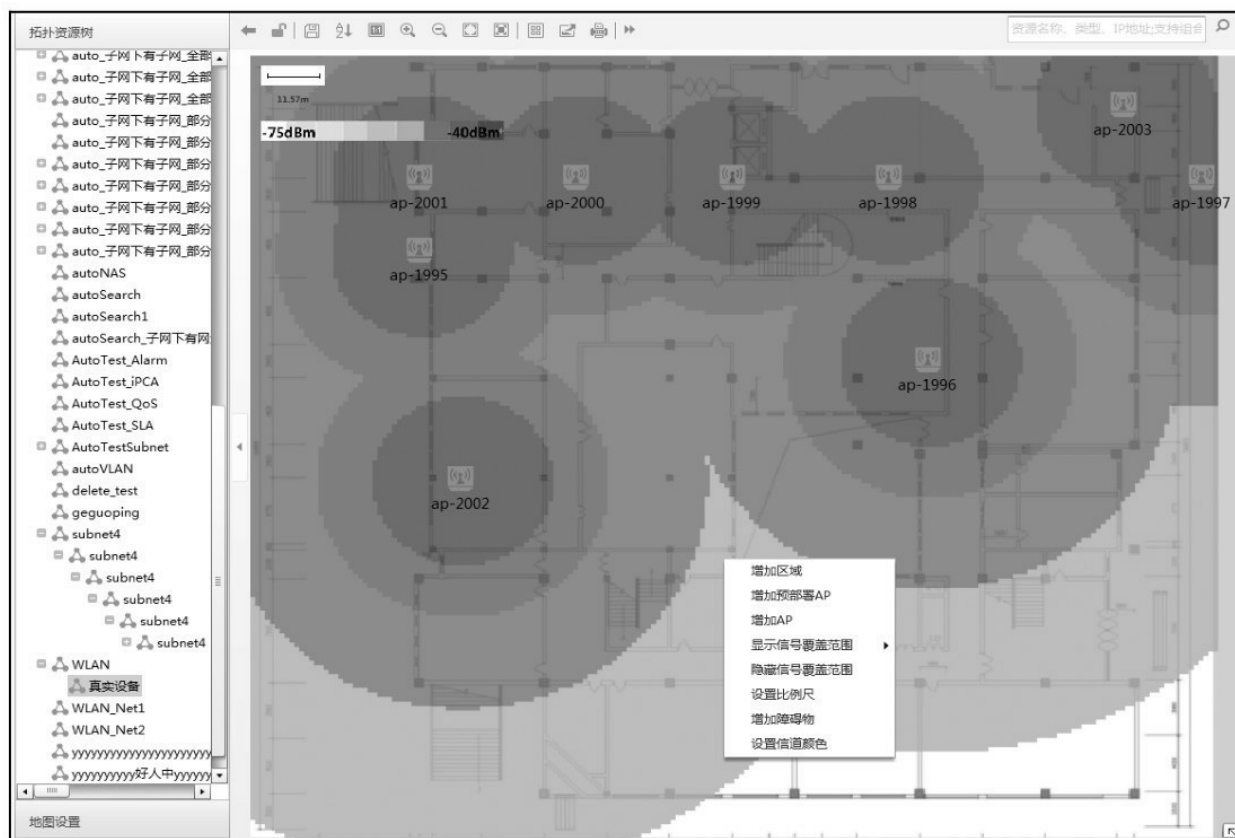 拓扑资源树
资源名称、类型、IP地址;支持组合
auto_子网下有子网_全部
auto_子网下有子网_全部
auto_子网下有子网_全部
auto_子网下有子网_部分
auto_子网下有子网_部分
auto_子网下有子网_部分
auto_子网下有子网_部分
auto_子网下有子网_部分
auto_子网下有子网_部分
auto_子网下有子网_部分
autoNAS
autoSearch
autoSearch1
autoSearch_子网下有网
AutoTest_Alarm
AutoTest_iPCA
AutoTest_QoS
AutoTest_SLA
AutoTestSubnet
autoVLAN
delete_test
geguoping
subnet4
subnet4
subnet4
subnet4
subnet4
subnet4
WLAN
真实设备
WLAN_Net1
WLAN_Net2
yyyyyyyyyyyyyyyyyyyyyyy
yyyyyyyyyy好人中yyyyyy
地图设置
11.57m
-75dBm -40dBm
ap-2003
ap-2001 ap-2000 ap-1999 ap-1998 ap-1997
ap-1995
ap-1996
ap-2002
增加区域
增加预部署AP
增加AP
显示信号覆盖范围
隐藏信号覆盖范围
设置比例尺
增加障碍物
设置信道颜色